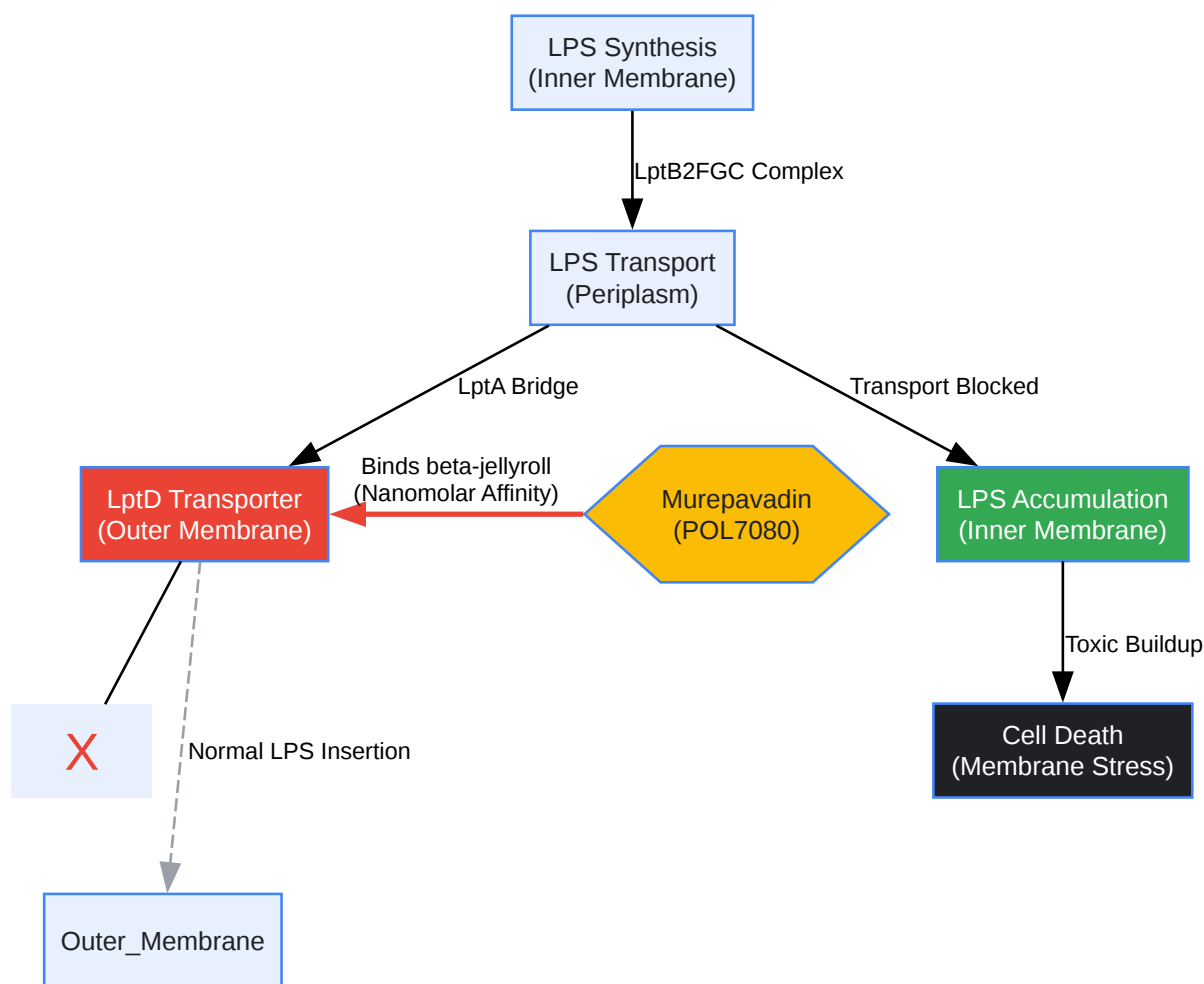 LPS Synthesis
(Inner Membrane)
LptB2FGC Complex
LPS Transport
(Periplasm)
LptA Bridge
Transport Blocked
Binds beta-jellyroll
(Nanomolar Affinity)
LptD Transporter
(Outer Membrane)
Murepavadin
(POL7080)
LPS Accumulation
(Inner Membrane)
Toxic Buildup
X
Normal LPS Insertion
Cell Death
(Membrane Stress)
Outer_Membrane